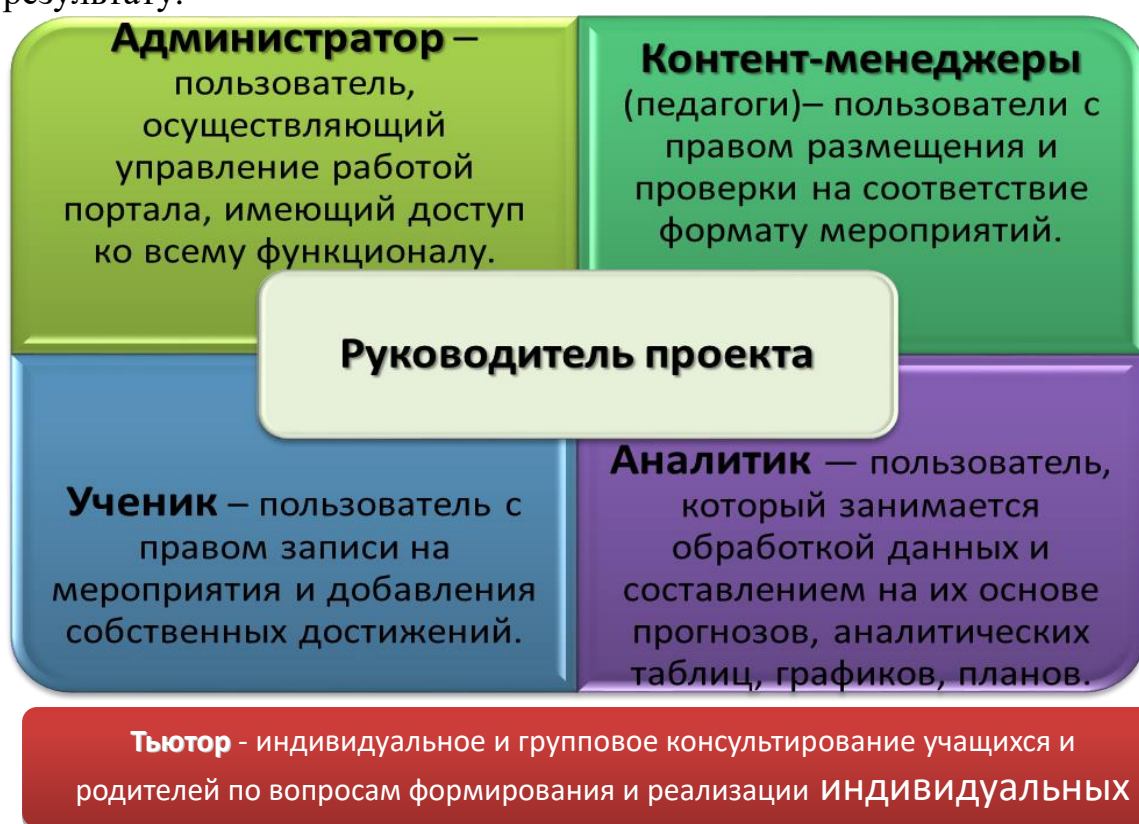 результату.
Администратор –
пользователь,
осуществляющий
управление работой
портала, имеющий доступ
ко всему функционалу.
Контент-менеджеры
(педагоги)– пользователи с
правом размещения и
проверки на соответствие
формату мероприятий.
Руководитель проекта
Ученик – пользователь с
правом записи на
мероприятия и добавления
собственных достижений.
Аналитик — пользователь,
который занимается
обработкой данных и
составлением на их основе
прогнозов, аналитических
таблиц, графиков, планов.
Тьютор - индивидуальное и групповое консультирование учащихся и
родителей по вопросам формирования и реализации индивидуальных